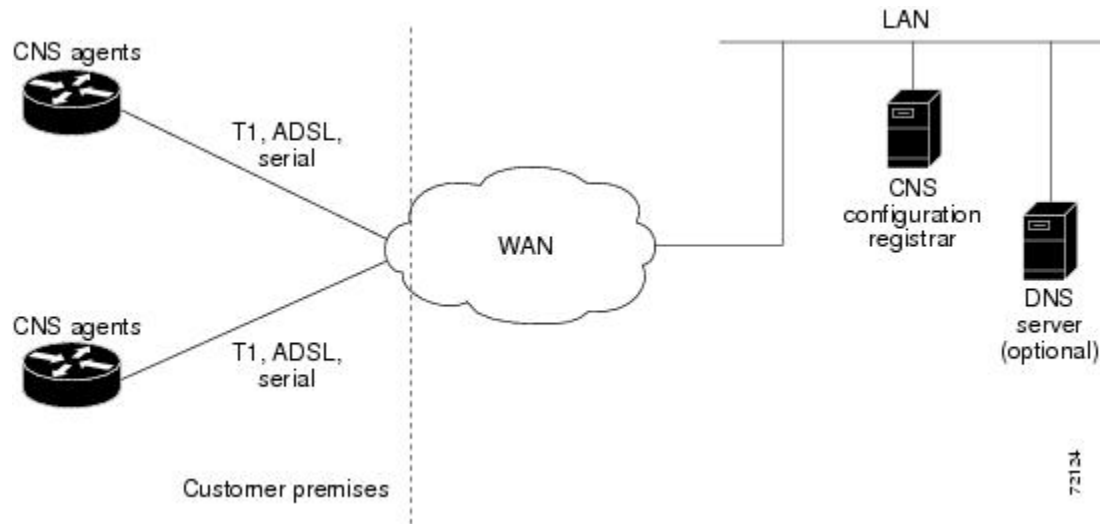 LAN
CNS agents
T1, ADSL,
serial
CNS
configuration
registrar
WAN
DNS
server
(optional)
CNS agents
T1, ADSL,
serial
Customer premises
72124